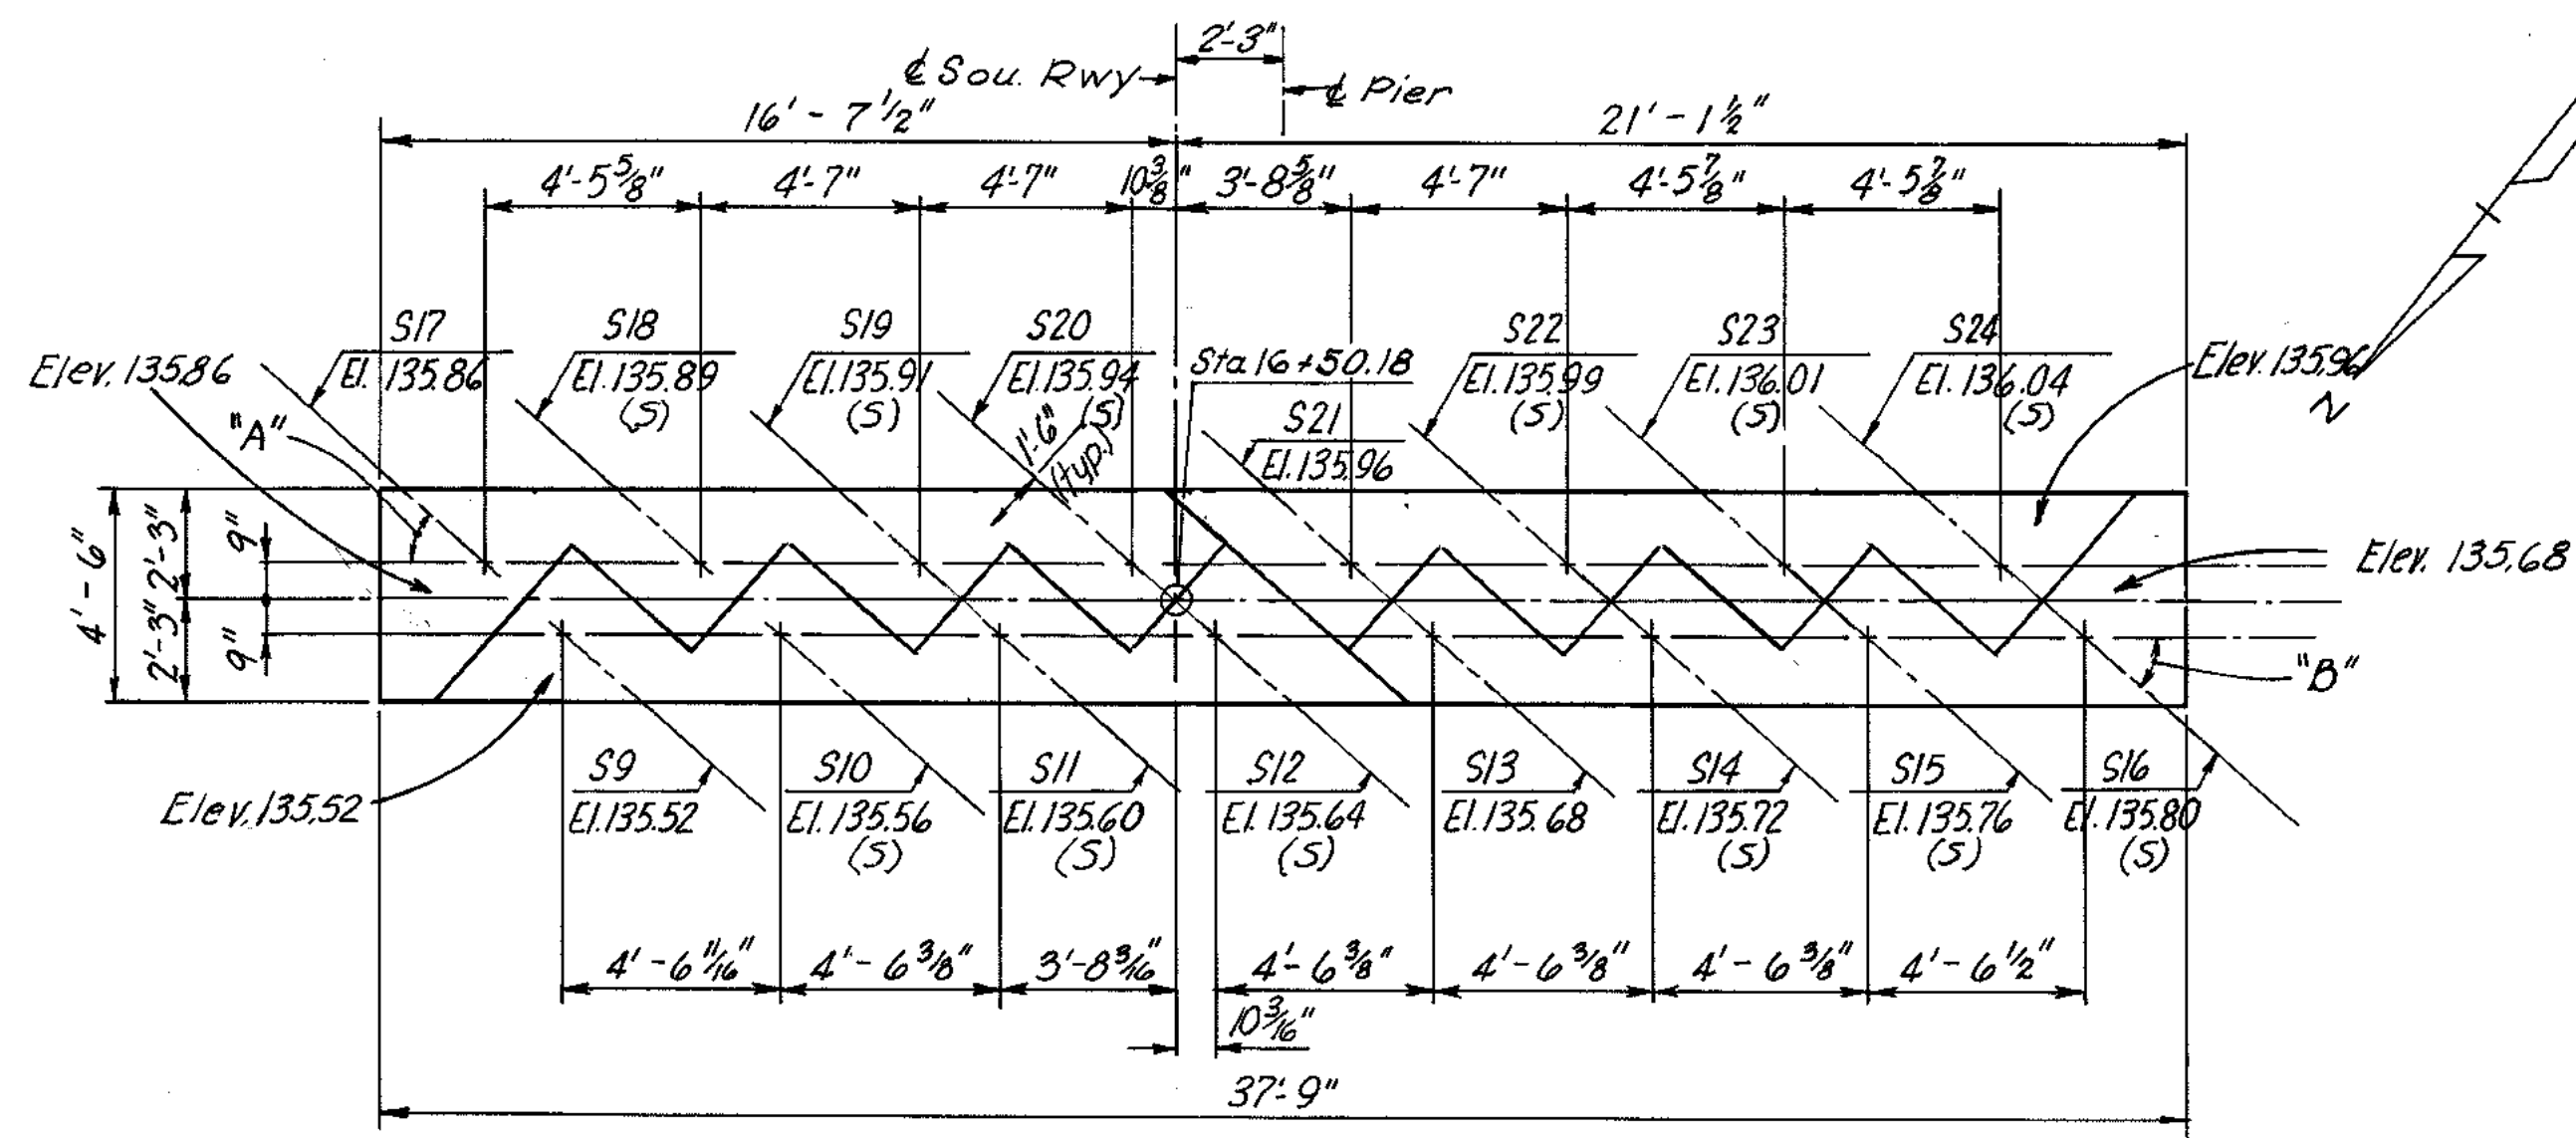 2'-3"
℄ Sou. Rwy
℄ Pier
16' - 7 1/2"
21' - 1 1/2"
4'-5 5/8"
4'-7"
4'-7"
10 3/8"
3'-8 5/8"
4'-7"
4'-5 7/8"
4'-5 7/8"
S17
El. 135.86
S18
El. 135.89
(S)
S19
El. 135.91
(S)
S20
El. 135.94
(S)
Sta 16 + 50.18
S21
El. 135.96
S22
El. 135.99
(S)
S23
El. 136.01
(S)
S24
El. 136.04
(S)
Elev. 135.86
Elev. 135.96
N
"A"
1'-6"
(typ.)
4' - 6"
2'-3"
2'-3"
9"
9"
Elev. 135.68
"B"
Elev. 135.52
S9
El. 135.52
S10
El. 135.56
(S)
S11
El. 135.60
(S)
S12
El. 135.64
(S)
S13
El. 135.68
S14
El. 135.72
(S)
S15
El. 135.76
(S)
S16
El. 135.80
(S)
4' - 6 11/16"
4' - 6 3/8"
3'-8 3/16"
4'- 6 3/8"
4' - 6 3/8"
4' - 6 3/8"
4' - 6 1/2"
10 3/16"
37'-9"